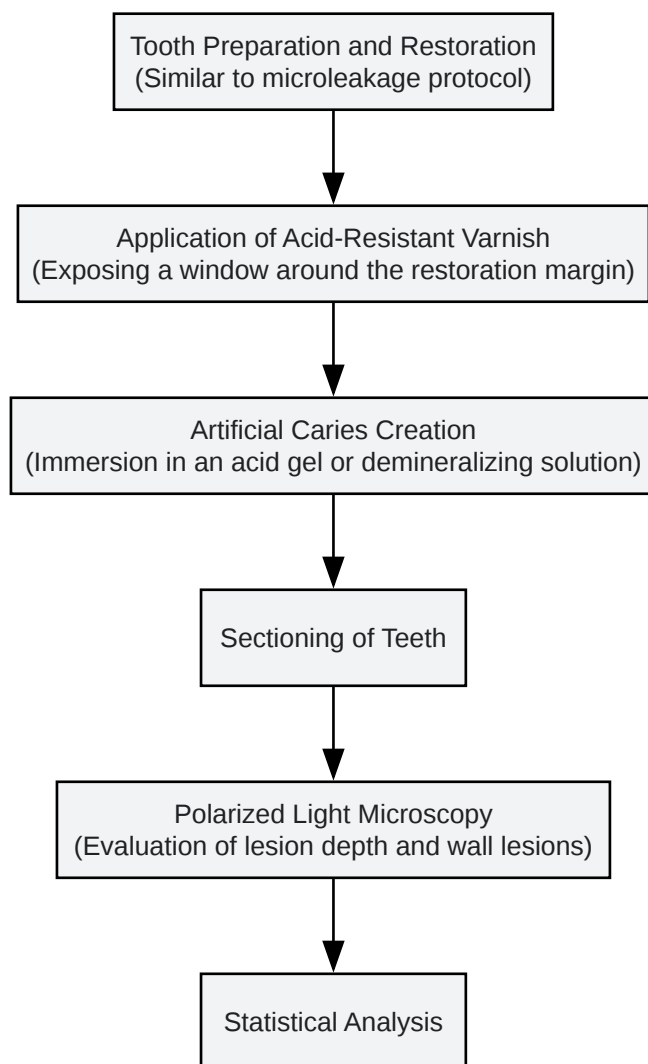 Tooth Preparation and Restoration
(Similar to microleakage protocol)
Application of Acid-Resistant Varnish
(Exposing a window around the restoration margin)
Artificial Caries Creation
(Immersion in an acid gel or demineralizing solution)
Sectioning of Teeth
Polarized Light Microscopy
(Evaluation of lesion depth and wall lesions)
Statistical Analysis